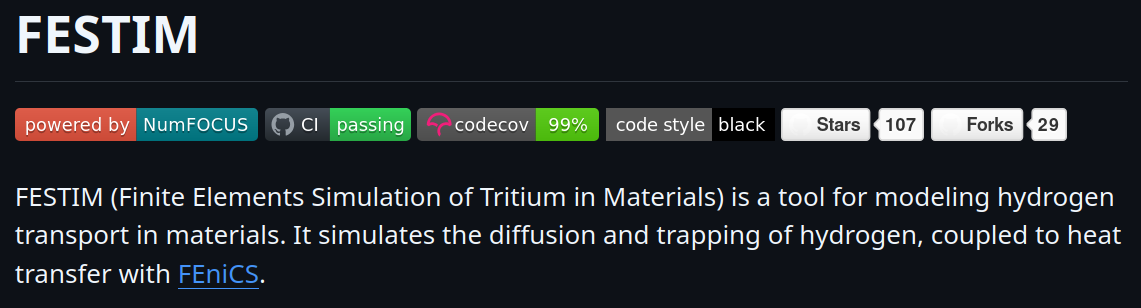 FESTIM
powered by NumFOCUS CI passing codecov 99% code style black Stars 107 Forks 29
FESTIM (Finite Elements Simulation of Tritium in Materials) is a tool for modeling hydrogen
transport in materials. It simulates the diffusion and trapping of hydrogen, coupled to heat
transfer with FEniCS.